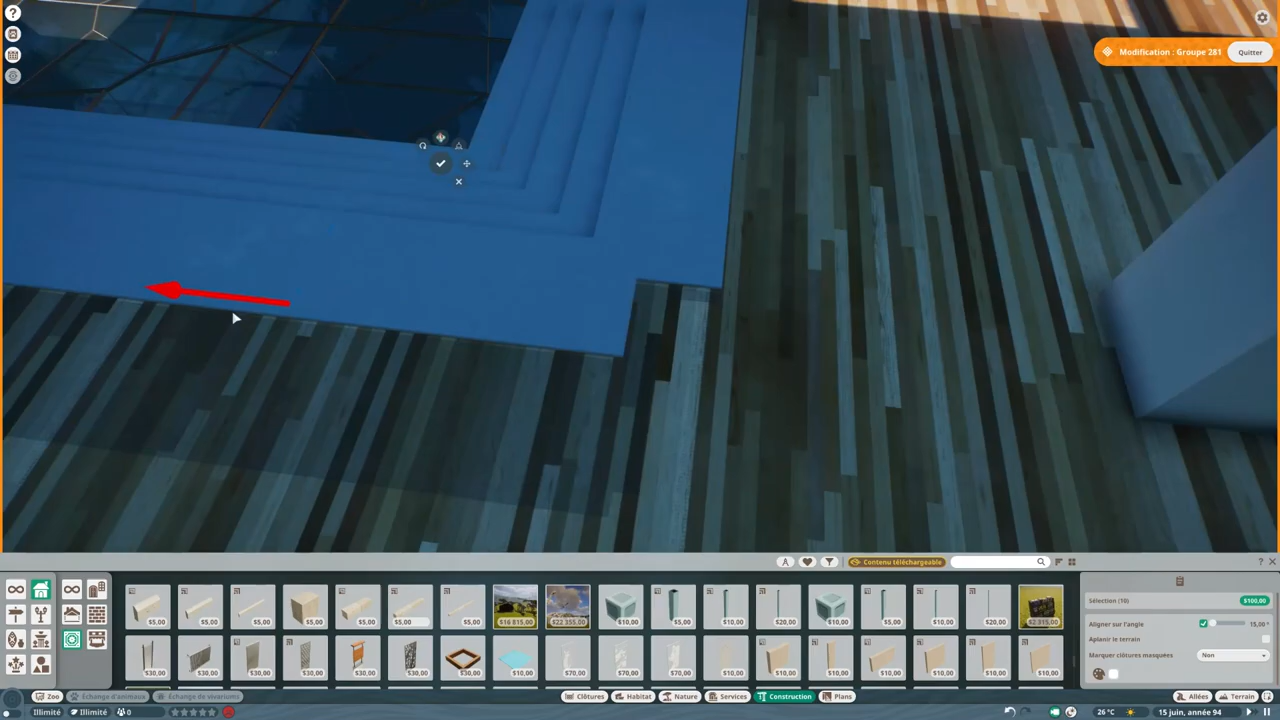 ?
Modification : Groupe 281
Quitter
A
Contenu téléchargeable
?
$5,00
$5,00
$5,00
$5,00
$5,00
$5,00
$5,00
$16 815,00
$22 355,00
$10,00
$5,00
$10,00
$20,00
$10,00
$5,00
$10,00
$20,00
$2 315,00
$30,00
$30,00
$30,00
$30,00
$30,00
$30,00
$30,00
$10,00
$70,00
$70,00
$70,00
$10,00
$10,00
$10,00
$10,00
$10,00
$10,00
$10,00
Sélection (10)
$100,00
Aligner sur l'angle
15,00°
Aplanir le terrain
Marquer clôtures masquées
Non
Zoo
Échange d'animaux
Échange de vivariums
Clôtures
Habitat
Nature
Services
Construction
Plans
Allées
Terrain
Illimité
Illimité
0
26 °C
15 juin, année 94